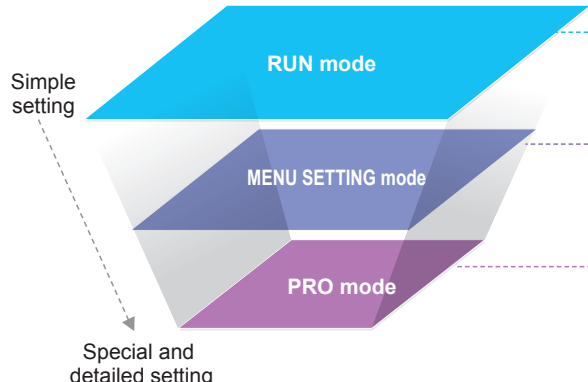 RUN mode
Simple
setting
MENU SETTING mode
PRO mode
Special and
detailed setting